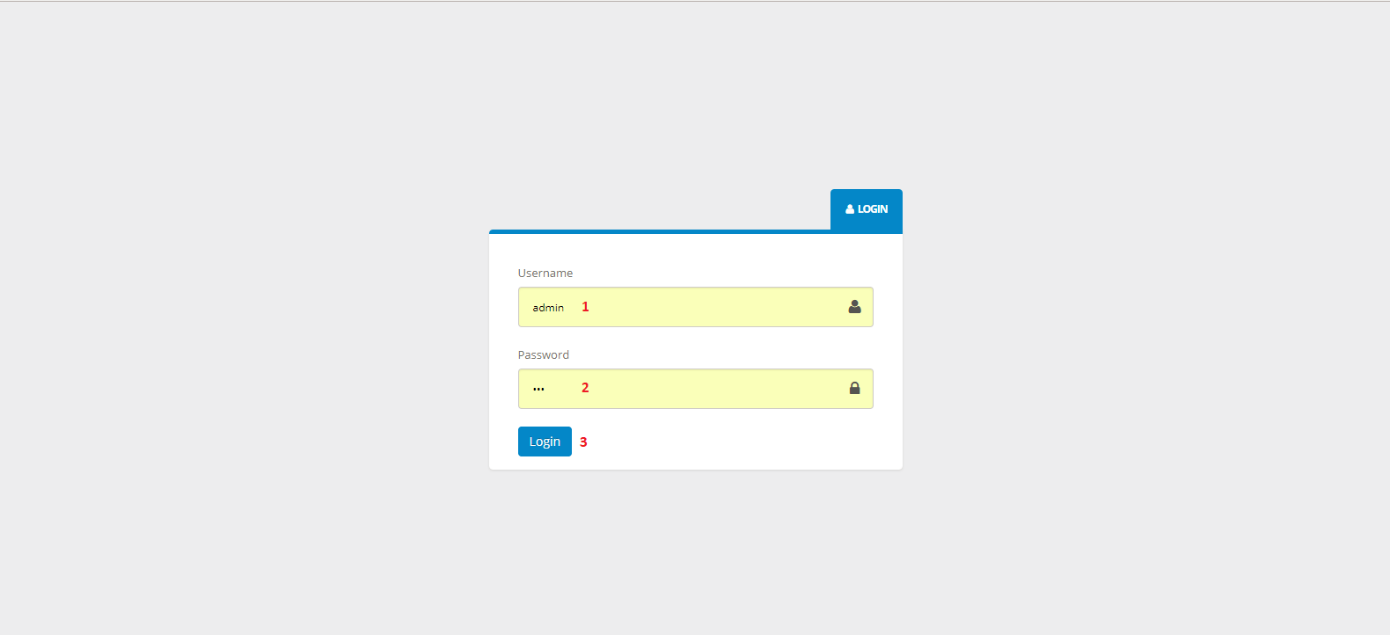 LOGIN
Username
admin 1
Password
••• 2
Login 3